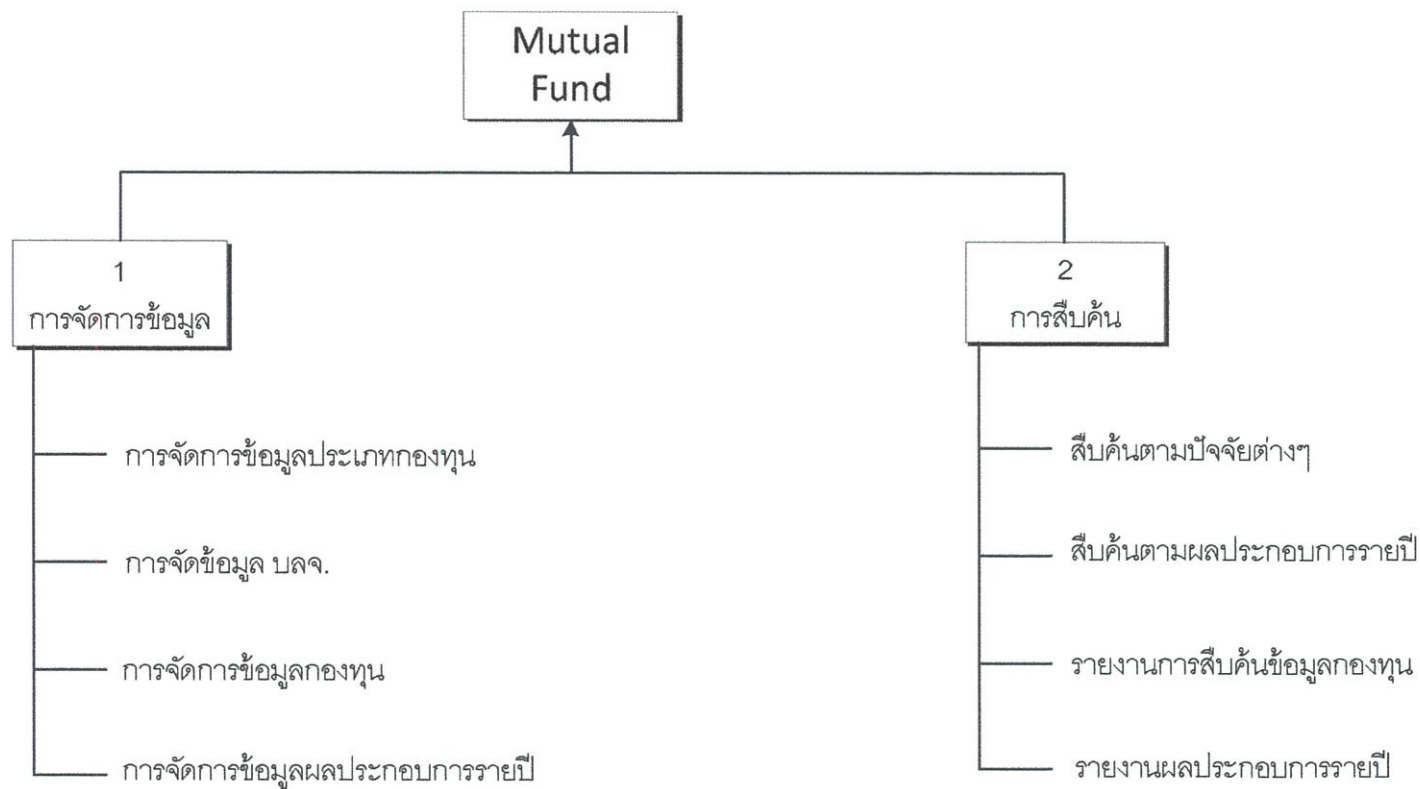 Mutual
Fund
1
การจัดการข้อมูล
การจัดการข้อมูลประเภทกองทุน
การจัดข้อมูล บลจ.
การจัดการข้อมูลกองทุน
การจัดการข้อมูลผลประกอบการรายปี
2
การสืบค้น
สืบค้นตามปัจจัยต่างๆ
สืบค้นตามผลประกอบการรายปี
รายงานการสืบค้นข้อมูลกองทุน
รายงานผลประกอบการรายปี